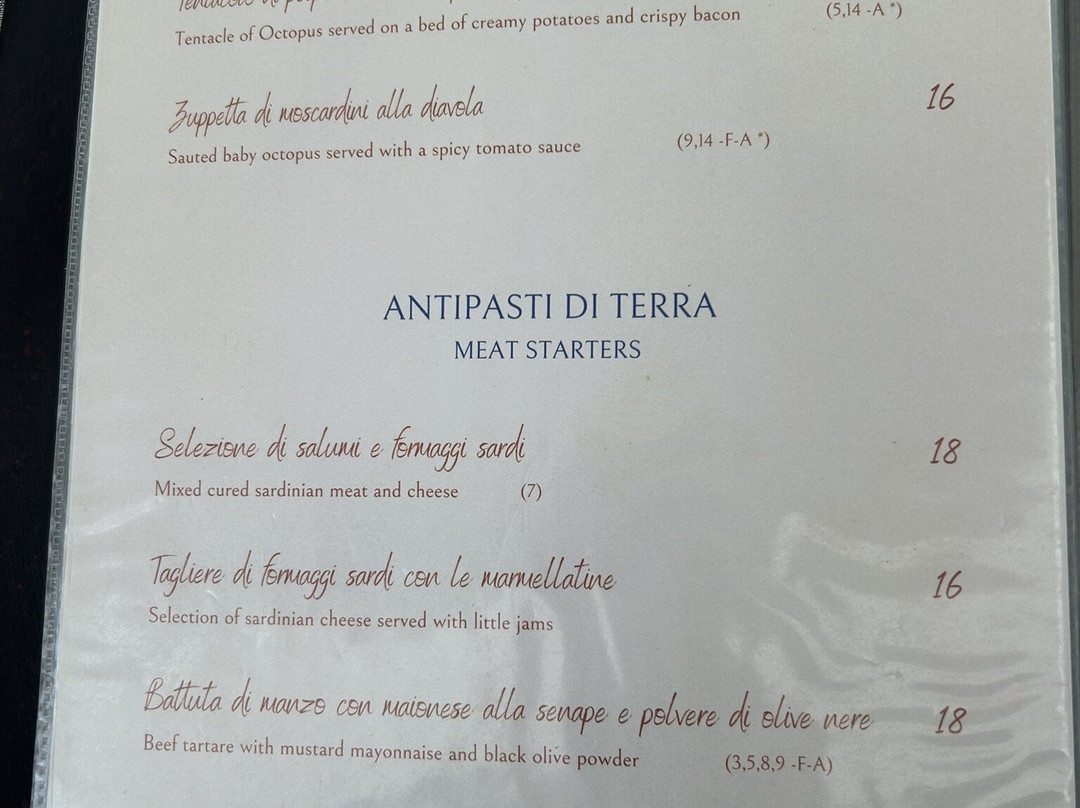 Tentacle of Octopus served on a bed of creamy potatoes and crispy bacon (5,14 -A *)
Zuppetta di moscardini alla diavola 16
Sauted baby octopus served with a spicy tomato sauce (9,14 -F-A *)
ANTIPASTI DI TERRA
MEAT STARTERS
Selezione di salumi e formaggi sardi 18
Mixed cured sardinian meat and cheese (7)
Tagliere di formaggi sardi con le marmellatine 16
Selection of sardinian cheese served with little jams
Battuta di manzo con maionese alla senape e polvere di olive nere 18
Beef tartare with mustard mayonnaise and black olive powder (3,5,8,9 -F-A)